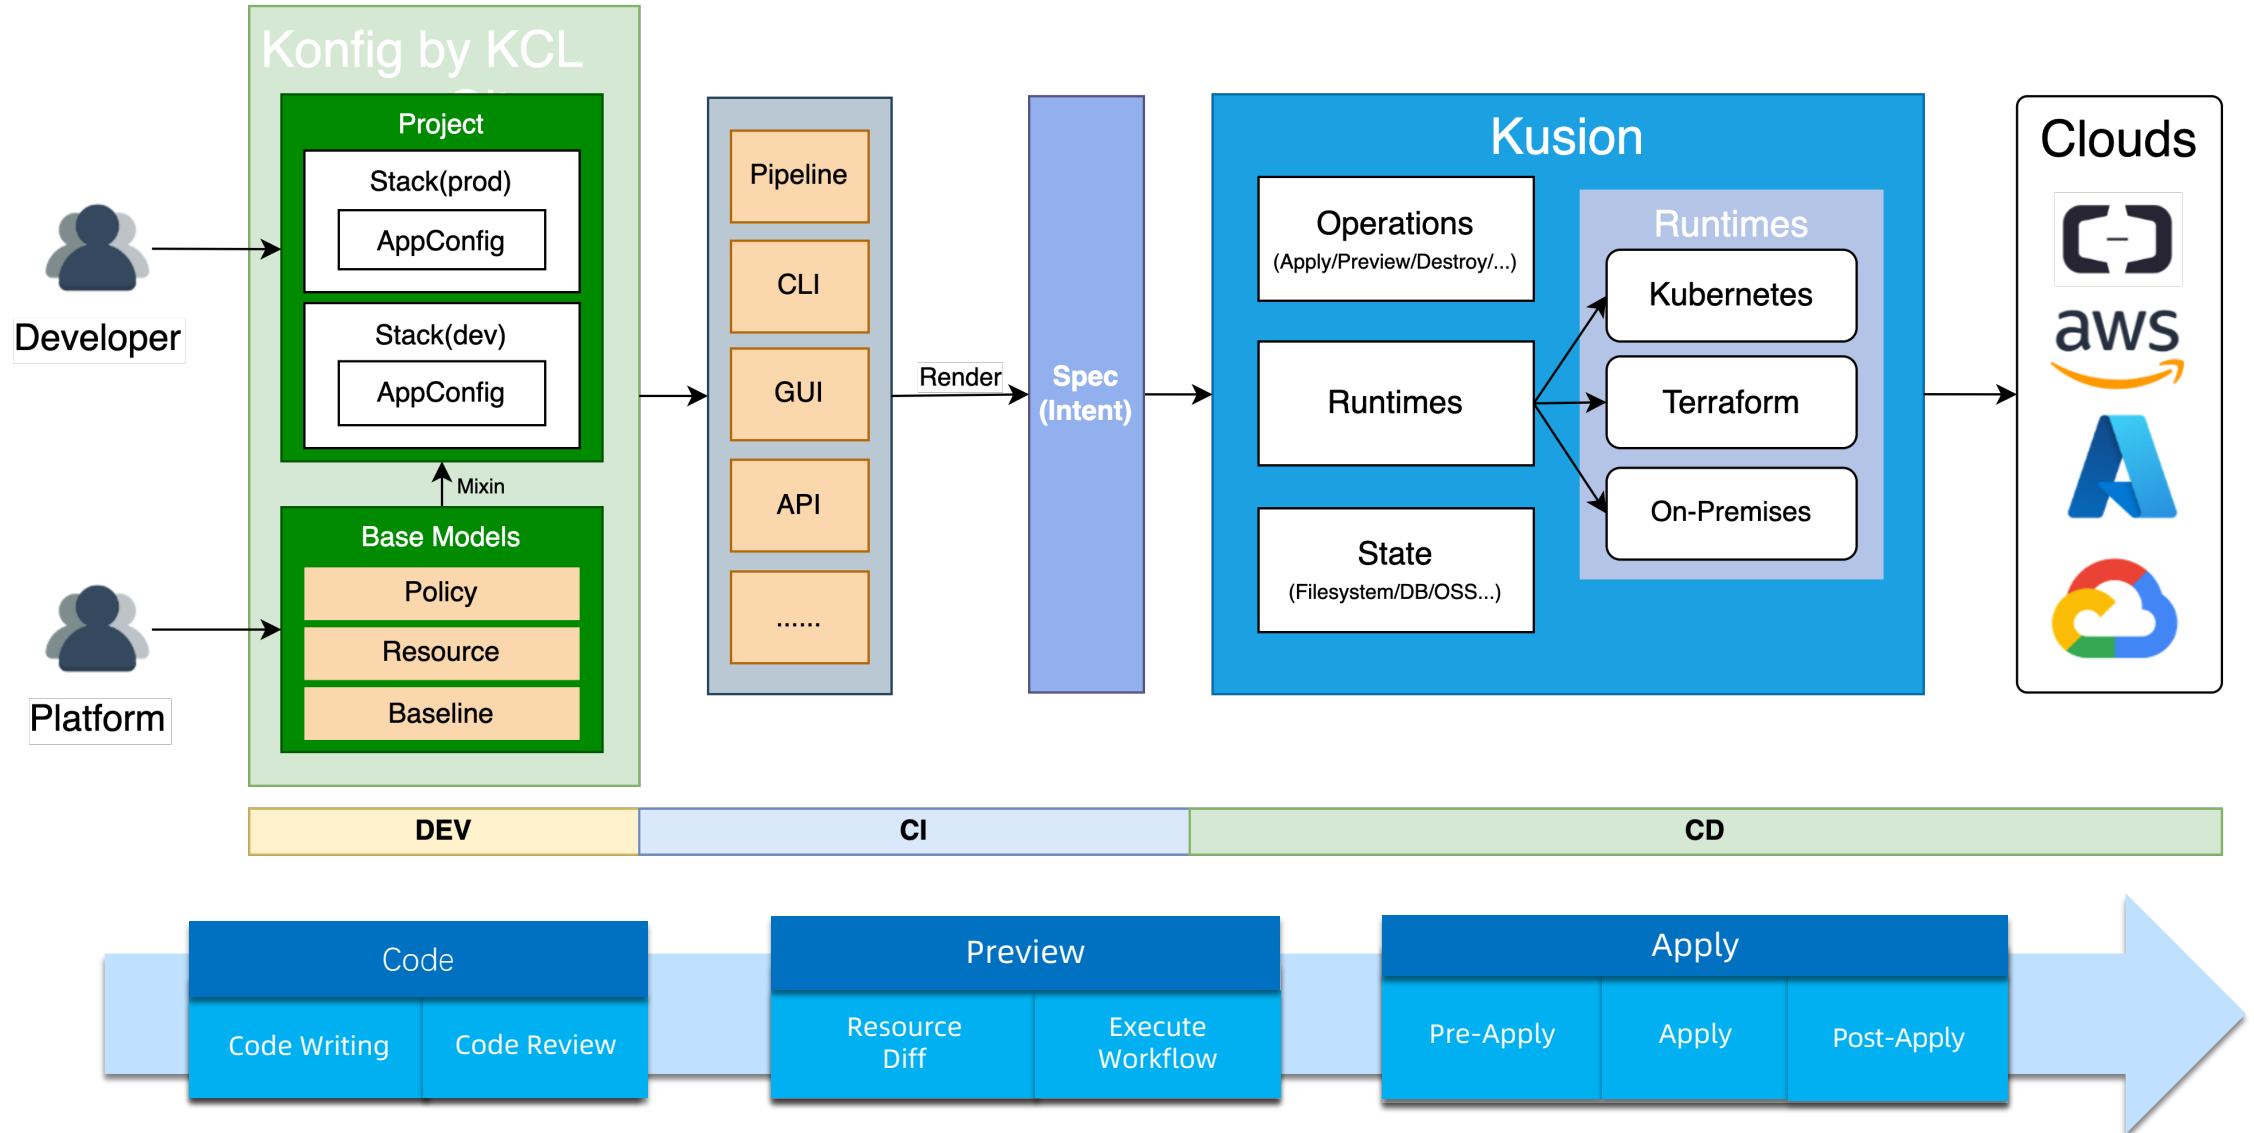 Konfig by KCL
Project
Stack(prod)
AppConfig
Stack(dev)
AppConfig
Mixin
Base Models
Policy
Resource
Baseline
Developer
Platform
Pipeline
CLI
GUI
API
......
Render
Spec
(Intent)
Kusion
Operations
(Apply/Preview/Destroy/...)
Runtimes
State
(Filesystem/DB/OSS...)
Runtimes
Kubernetes
Terraform
On-Premises
Clouds
aws
DEV
CI
CD
Code
Code Writing
Code Review
Preview
Resource
Diff
Execute
Workflow
Apply
Pre-Apply
Apply
Post-Apply